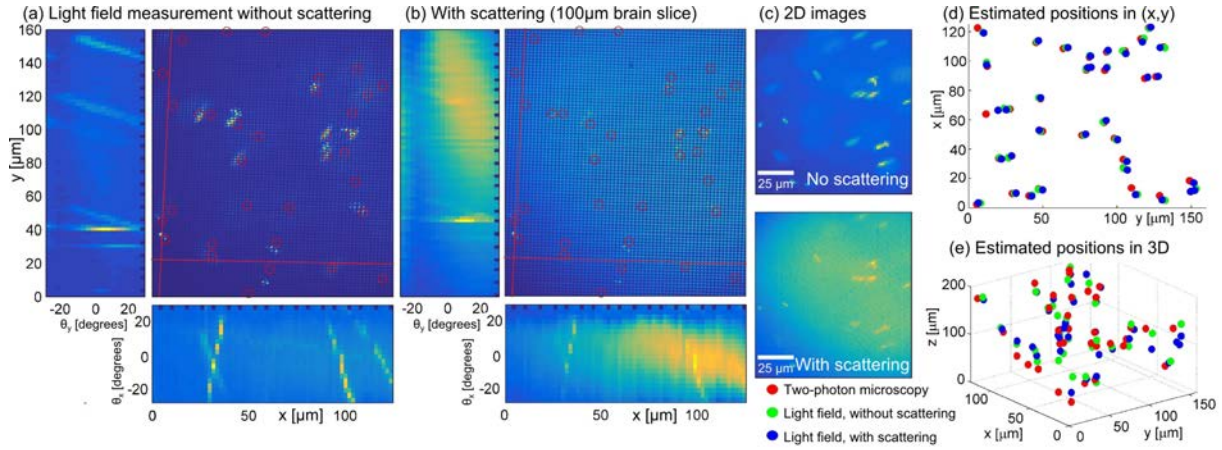 (a) Light field measurement without scattering
160
140
120
100
80
60
40
20
0
y [μm]
-20 0 20
θy [degrees]
20
0
-20
θx [degrees]
0 50 100
x [μm]
(b) With scattering (100μm brain slice)
-20 0 20
θy [degrees]
20
0
-20
θx [degrees]
0 50 100
x [μm]
(c) 2D images
25 μm
No scattering
25 μm
With scattering
Two-photon microscopy
Light field, without scattering
Light field, with scattering
(d) Estimated positions in (x,y)
120
100
80
60
40
20
0
x [μm]
0 50 y [μm] 150
(e) Estimated positions in 3D
200
100
0
z [μm]
100
50
0
x [μm]
0
50
100
150
y [μm]